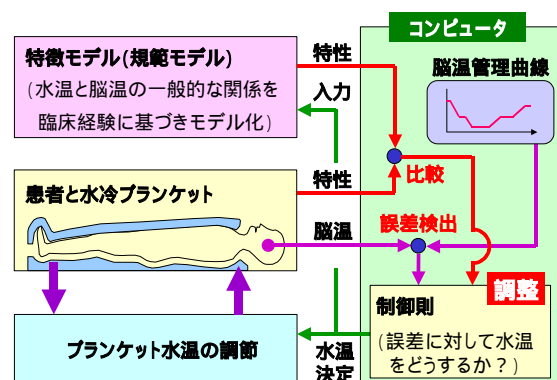 コンピュータ
特徴モデル(規範モデル)
(水温と脳温の一般的な関係を
臨床経験に基づきモデル化)
特性
入力
脳温管理曲線
特性
比較
患者と水冷ブランケット
脳温
誤差検出
調整
制御則
(誤差に対して水温
をどうするか?)
ブランケット水温の調節
水温
決定